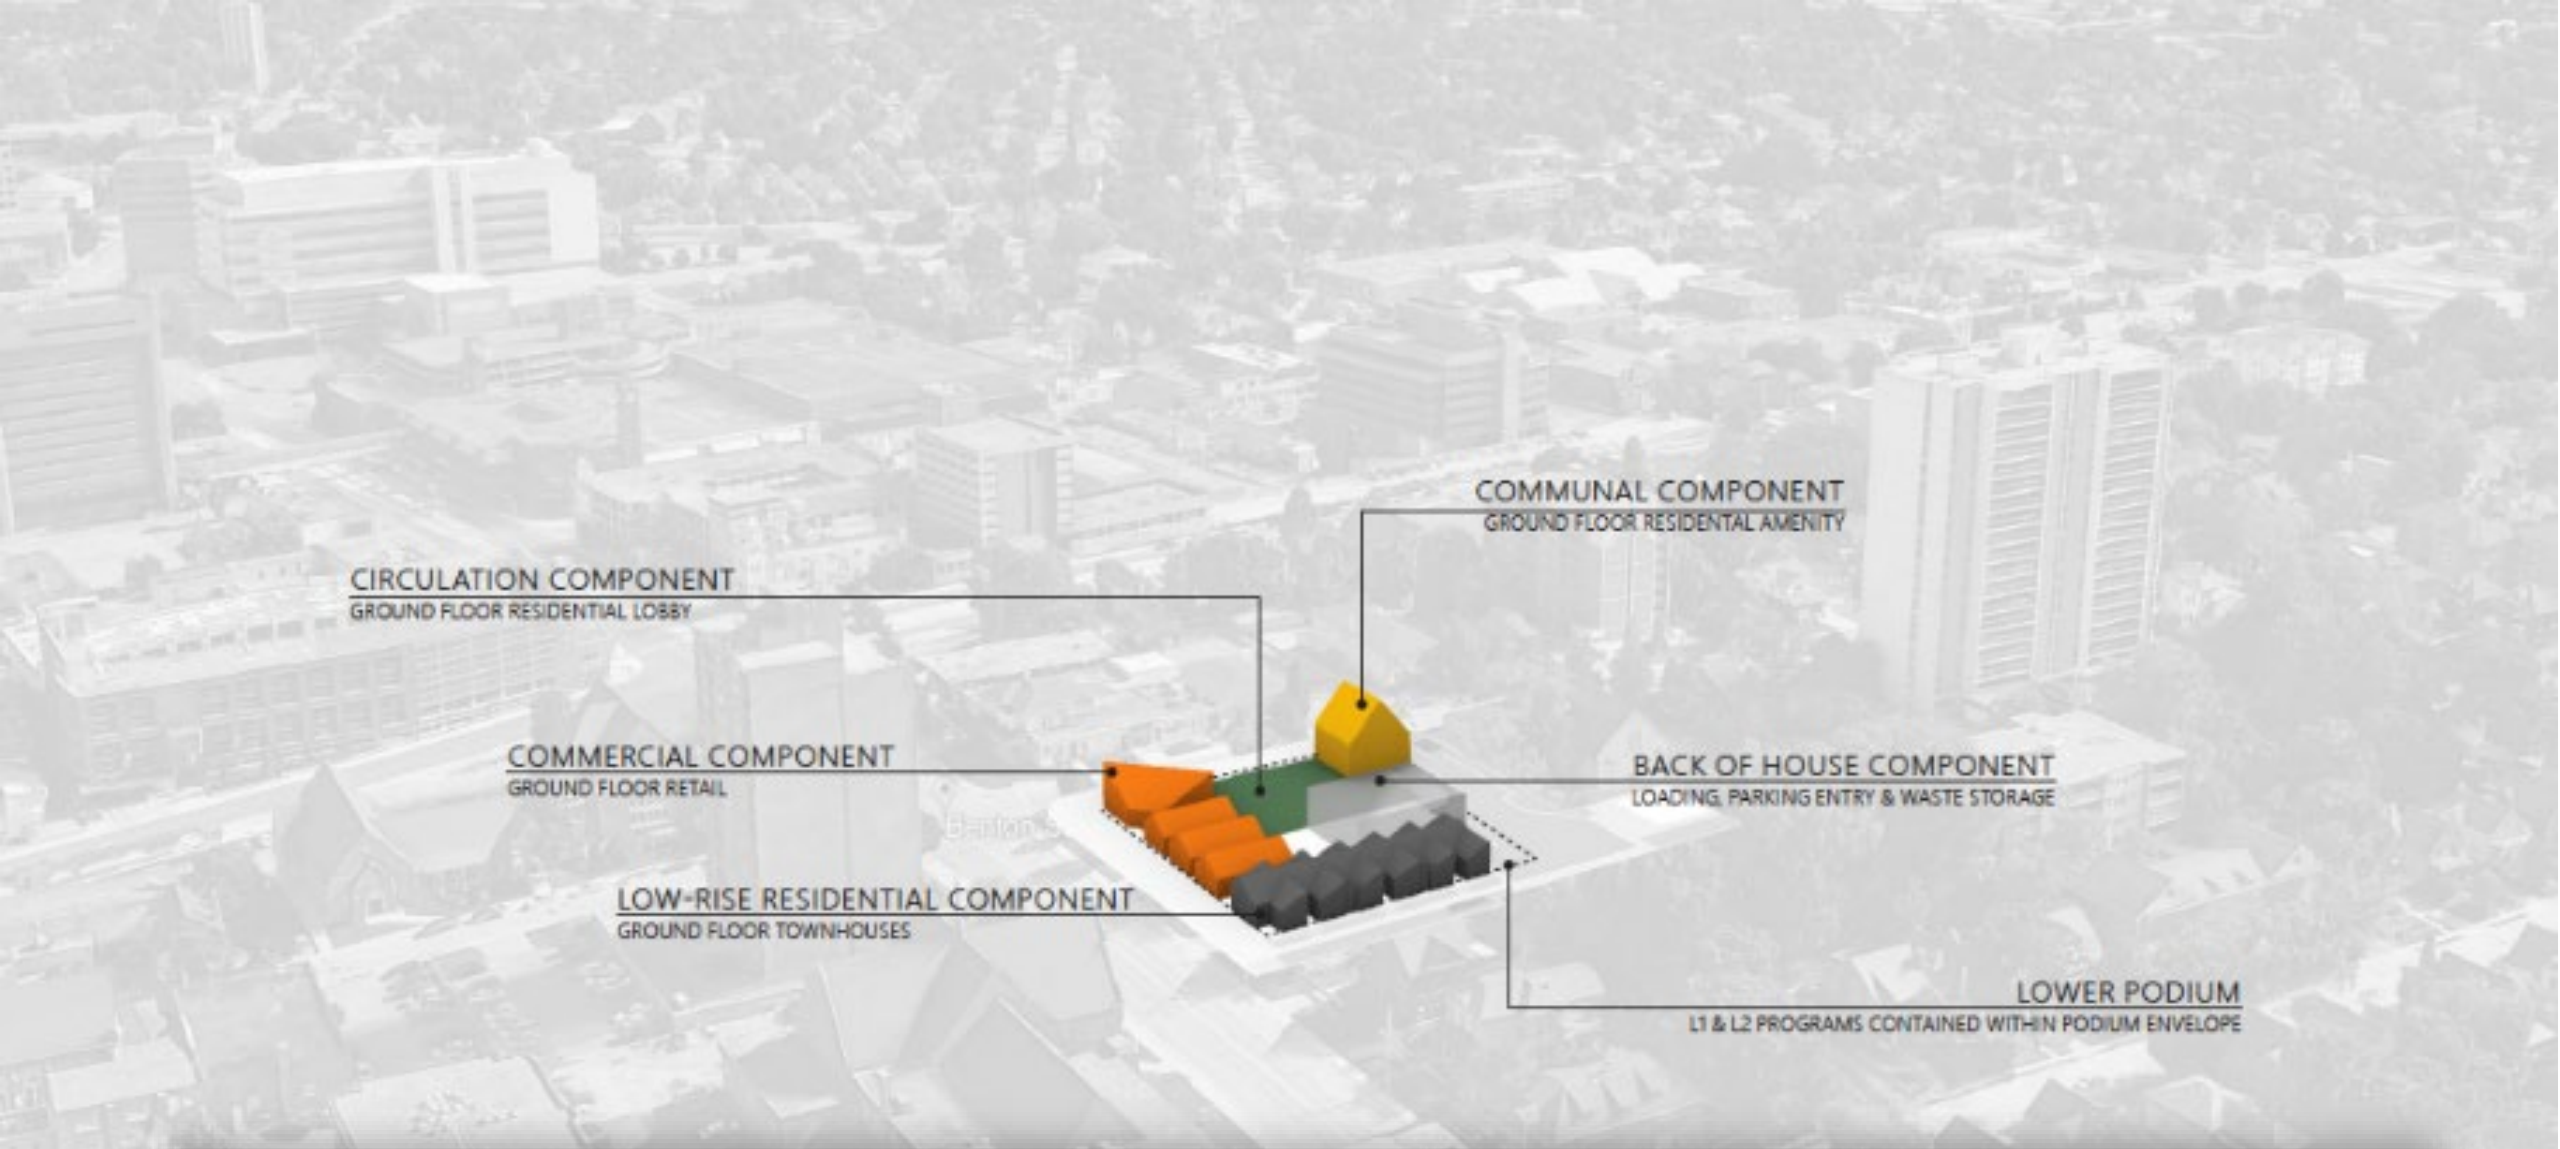 COMMUNAL COMPONENT
GROUND FLOOR RESIDENTAL AMENITY
CIRCULATION COMPONENT
GROUND FLOOR RESIDENTIAL LOBBY
COMMERCIAL COMPONENT
GROUND FLOOR RETAIL
BACK OF HOUSE COMPONENT
LOADING, PARKING ENTRY & WASTE STORAGE
Benton
LOW-RISE RESIDENTIAL COMPONENT
GROUND FLOOR TOWNHOUSES
LOWER PODIUM
L1 & L2 PROGRAMS CONTAINED WITHIN PODIUM ENVELOPE